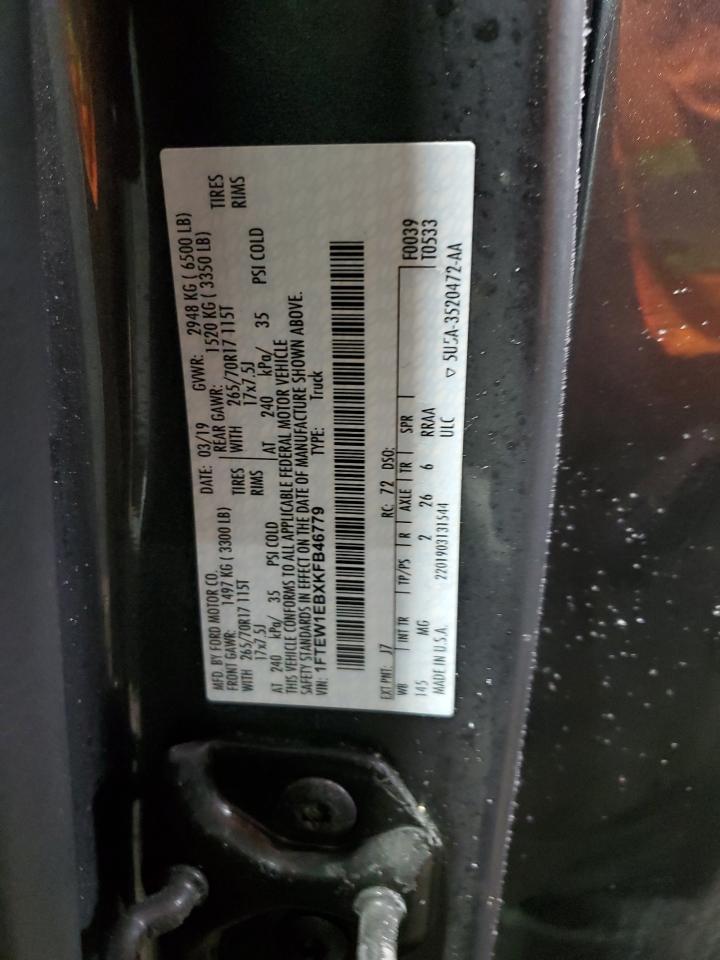 MFD. BY FORD MOTOR CO. DATE: 03/19 GVWR: 2948 KG ( 6500 LB)
FRONT GAWR: 1497 KG ( 3300 LB) REAR GAWR: 1520 KG ( 3350 LB)
WITH 265/70R17 115T TIRES WITH 265/70R17 115T TIRES
17x7.5J RIMS 17x7.5J RIMS
AT 240 kPa/ 35 PSI COLD AT 240 kPa/ 35 PSI COLD
THIS VEHICLE CONFORMS TO ALL APPLICABLE FEDERAL MOTOR VEHICLE
SAFETY STANDARDS IN EFFECT ON THE DATE OF MANUFACTURE SHOWN ABOVE.
VIN: 1FTEW1EBXKFB46779 TYPE: Truck
EXT PNT: J7 RC: 72 DSO: F0039
WB INT TR TP/PS R AXLE TR SPR T0533
145 MG 2 26 6 RRAA
MADE IN U.S.A. 2201903131544 ULC ▽ 5U5A-3520472-AA